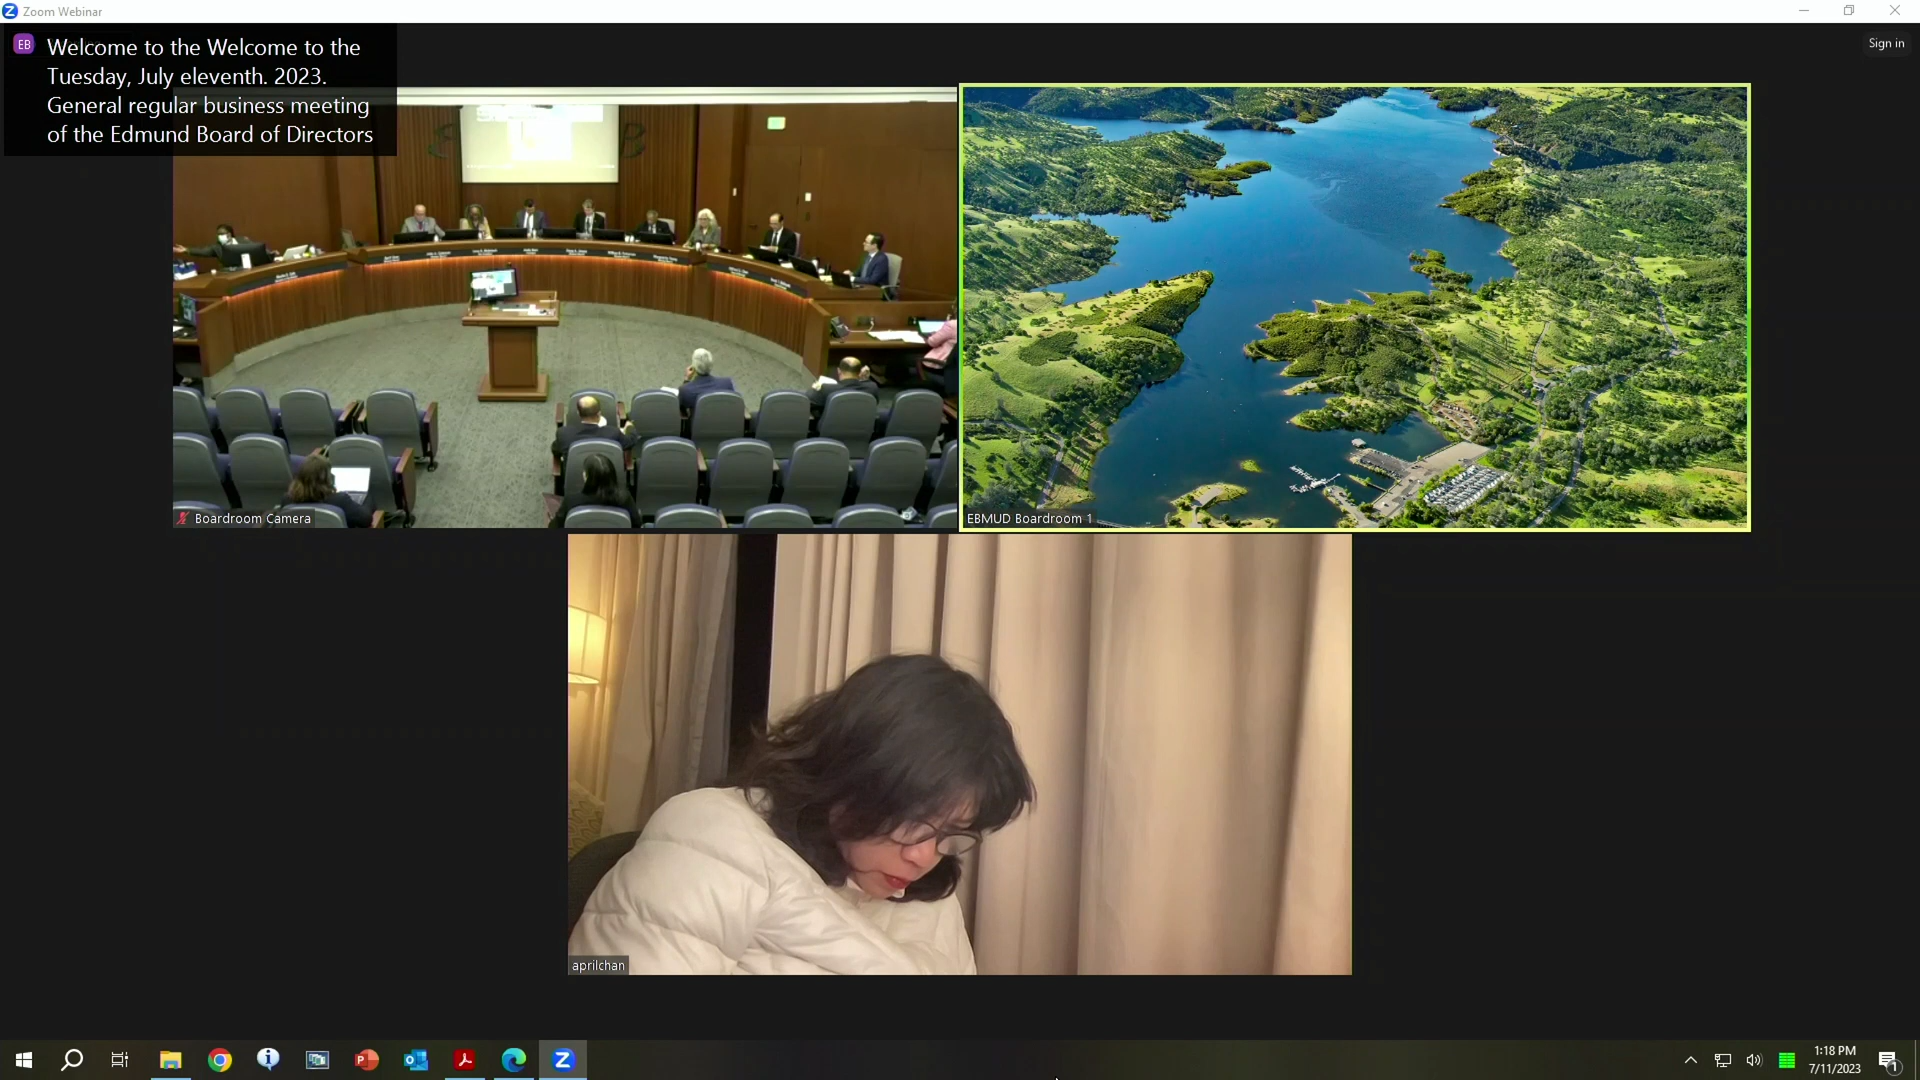 Zoom Webinar
EB
Welcome to the Welcome to the
Tuesday, July eleventh. 2023.
General regular business meeting
of the Edmund Board of Directors
Sign in
Boardroom Camera
EBMUD Boardroom 1
aprilchan
1:18 PM
7/11/2023
1